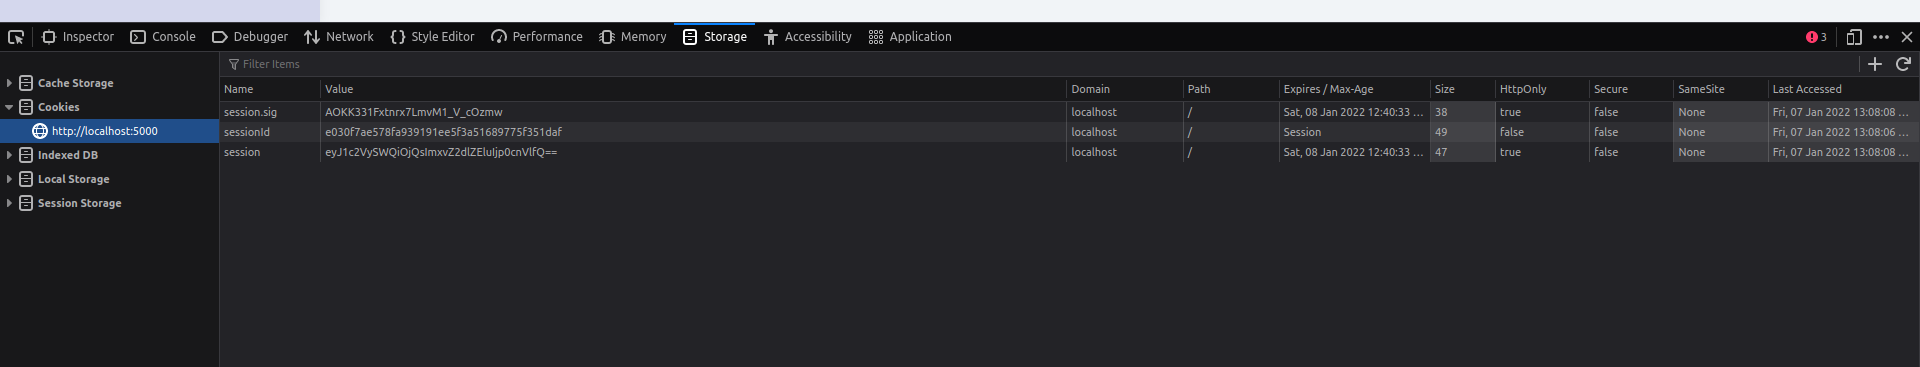 Inspector Console Debugger Network Style Editor Performance Memory Storage Accessibility Application 3
Filter Items
Cache Storage
Cookies
http://localhost:5000
Indexed DB
Local Storage
Session Storage
Name Value Domain Path Expires / Max-Age Size HttpOnly Secure SameSite Last Accessed
session.sig AOKK331Fxtnrx7LmvM1_V_cOzmw localhost / Sat, 08 Jan 2022 12:40:33 ... 38 true false None Fri, 07 Jan 2022 13:08:08 ...
sessionId e030f7ae578fa939191ee5f3a51689775f351daf localhost / Session 49 false false None Fri, 07 Jan 2022 13:08:06 ...
session eyJ1c2VySWQiOjQsImxvZ2dlZEluIjp0cnVlfQ== localhost / Sat, 08 Jan 2022 12:40:33 ... 47 true false None Fri, 07 Jan 2022 13:08:08 ...